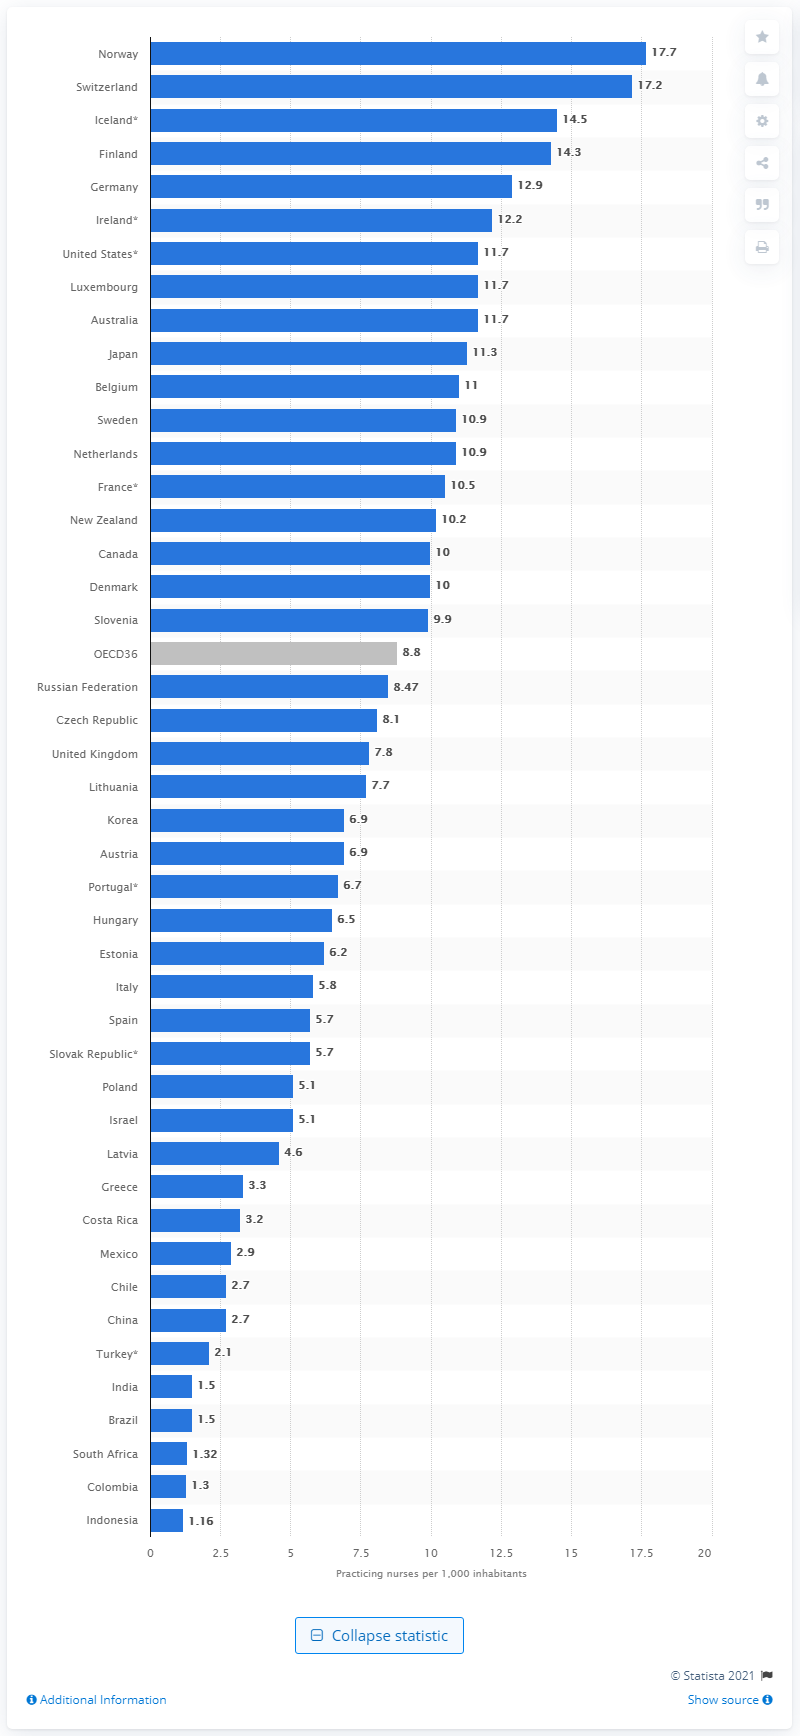 Norway 17.7
Switzerland 17.2
Iceland* 14.5
Finland 14.3
Germany 12.9
Ireland* 12.2
United States* 11.7
Luxembourg 11.7
Australia 11.7
Japan 11.3
Belgium 11
Sweden 10.9
Netherlands 10.9
France* 10.5
New Zealand 10.2
Canada 10
Denmark 10
Slovenia 9.9
OECD36 8.8
Russian Federation 8.47
Czech Republic 8.1
United Kingdom 7.8
Lithuania 7.7
Korea 6.9
Austria 6.9
Portugal* 6.7
Hungary 6.5
Estonia 6.2
Italy 5.8
Spain 5.7
Slovak Republic* 5.7
Poland 5.1
Israel 5.1
Latvia 4.6
Greece 3.3
Costa Rica 3.2
Mexico 2.9
Chile 2.7
China 2.7
Turkey* 2.1
India 1.5
Brazil 1.5
South Africa 1.32
Colombia 1.3
Indonesia 1.16
0 2.5 5 7.5 10 12.5 15 17.5 20
Practicing nurses per 1,000 inhabitants
Collapse statistic
© Statista 2021
Additional Information Show source